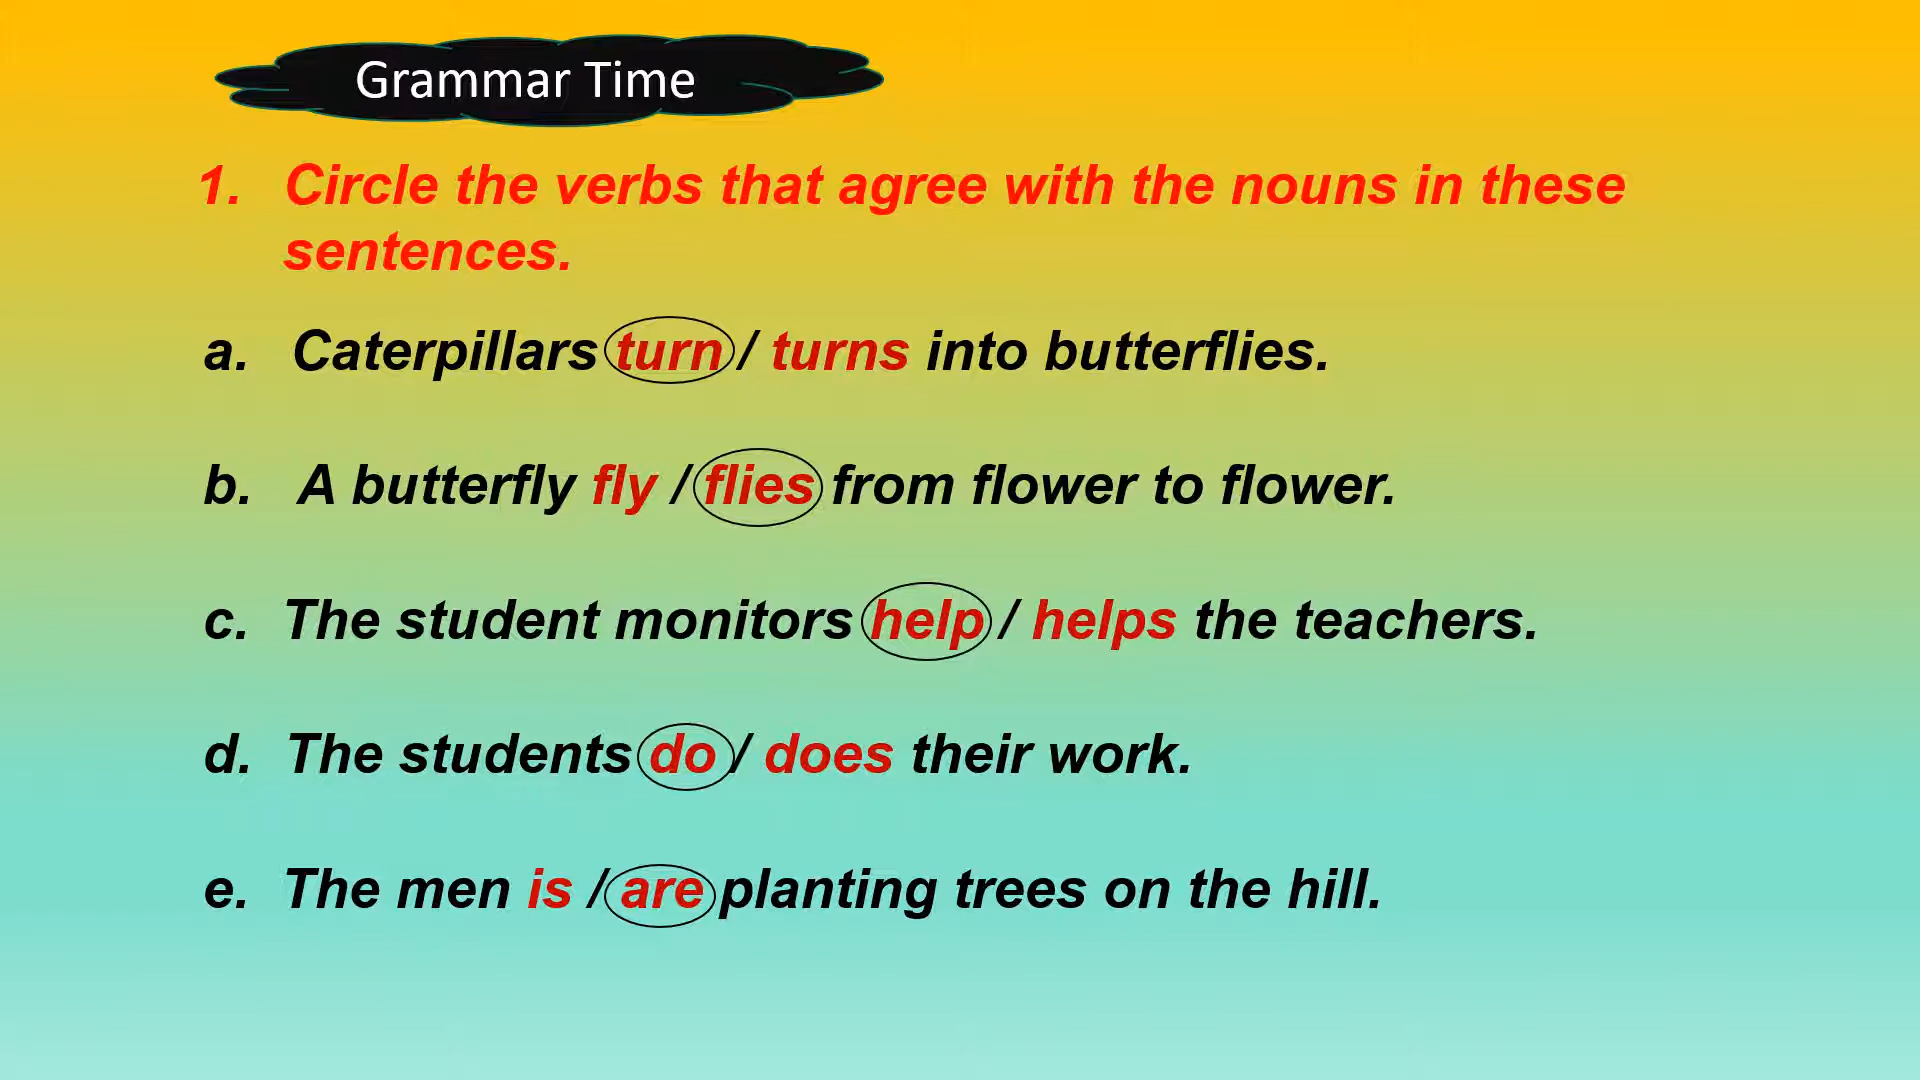 Grammar Time
1. Circle the verbs that agree with the nouns in these
sentences.
a. Caterpillars turn / turns into butterflies.
b. A butterfly fly / flies from flower to flower.
c. The student monitors help / helps the teachers.
d. The students do / does their work.
e. The men is / are planting trees on the hill.